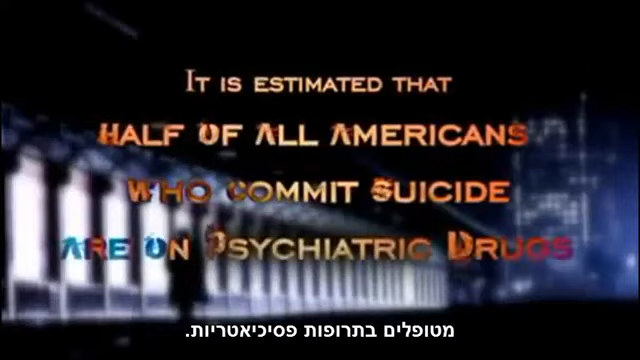 It is estimated that
Half Of All Americans
Who Commit Suicide
Are On Psychiatric Drugs
מטופלים בתרופות פסיכיאטריות.